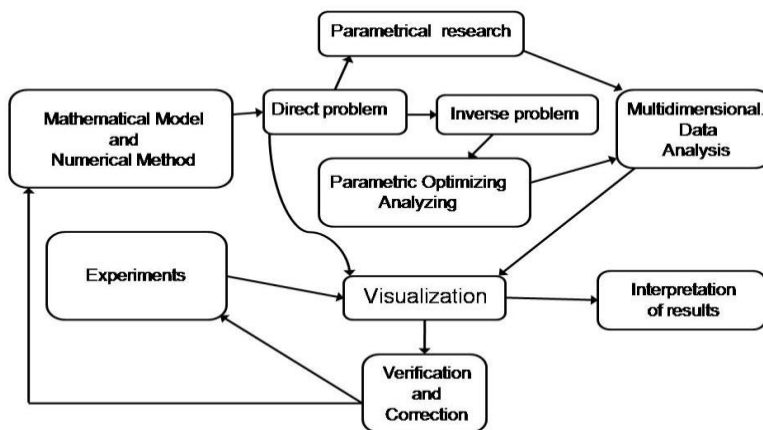 Parametrical research
Mathematical Model
and
Numerical Method
Direct problem
Inverse problem
Multidimensional.
Data
Analysis
Parametric Optimizing
Analyzing
Experiments
Visualization
Interpretation
of results
Verification
and
Correction